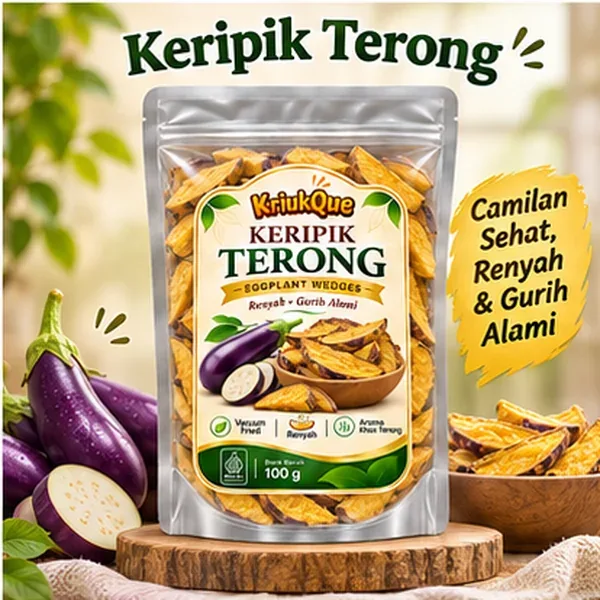 Keripik Terong
KriukQue
KERIPIK
TERONG
EGGPLANT WEDGES
Renyah • Gurih Alami
Vacuum
Fried
Renyah
Aroma
Khas Terong
100 g
Camilan
Sehat,
Renyah
& Gurih
Alami